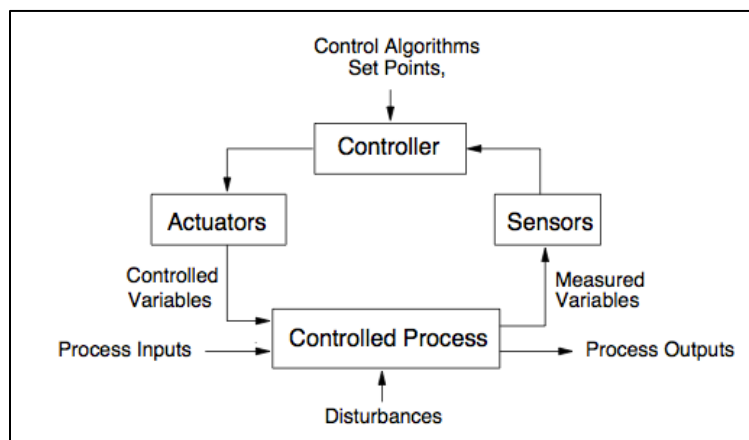 Control Algorithms
Set Points,
Controller
Actuators
Sensors
Controlled
Variables
Measured
Variables
Process Inputs
Controlled Process
Process Outputs
Disturbances